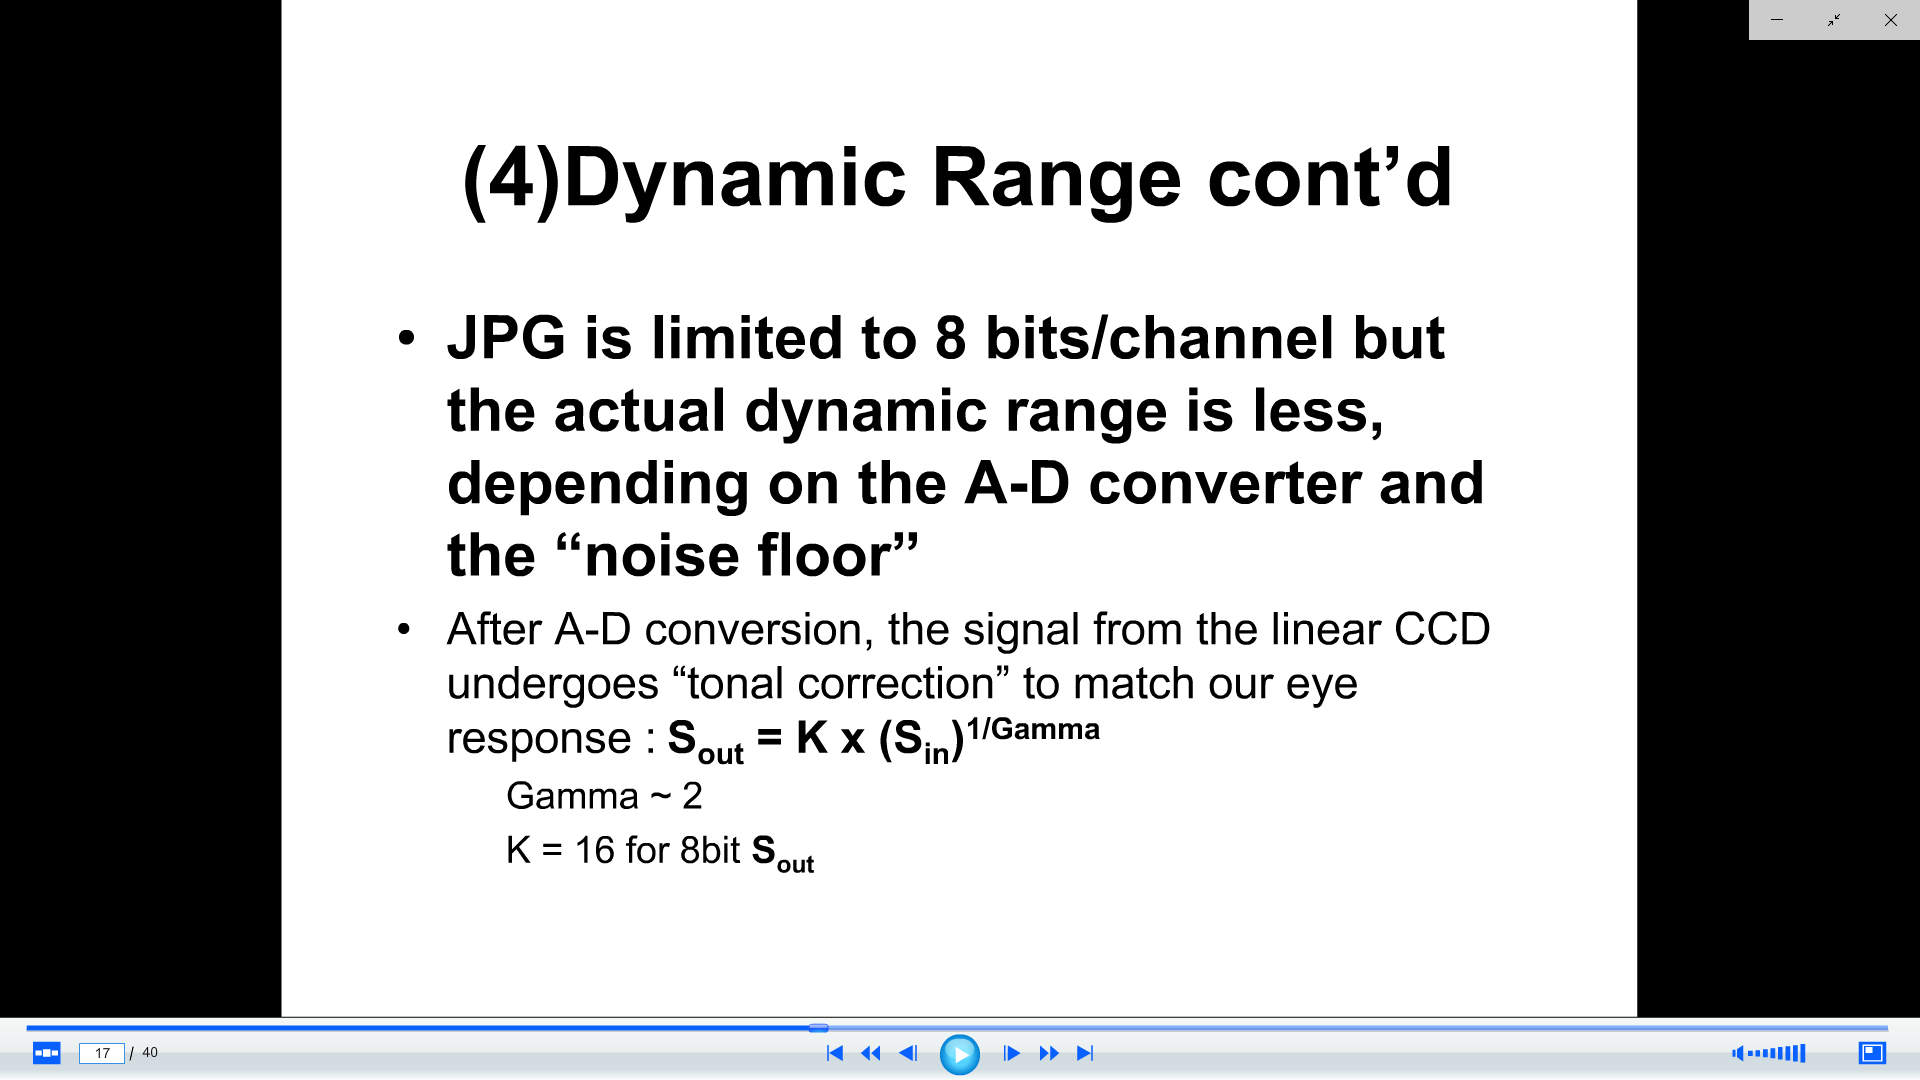 (4)Dynamic Range cont’d
• JPG is limited to 8 bits/channel but
the actual dynamic range is less,
depending on the A-D converter and
the “noise floor”
• After A-D conversion, the signal from the linear CCD
undergoes “tonal correction” to match our eye
response : Sout = K x (Sin)1/Gamma
Gamma ~ 2
K = 16 for 8bit Sout
17 / 40